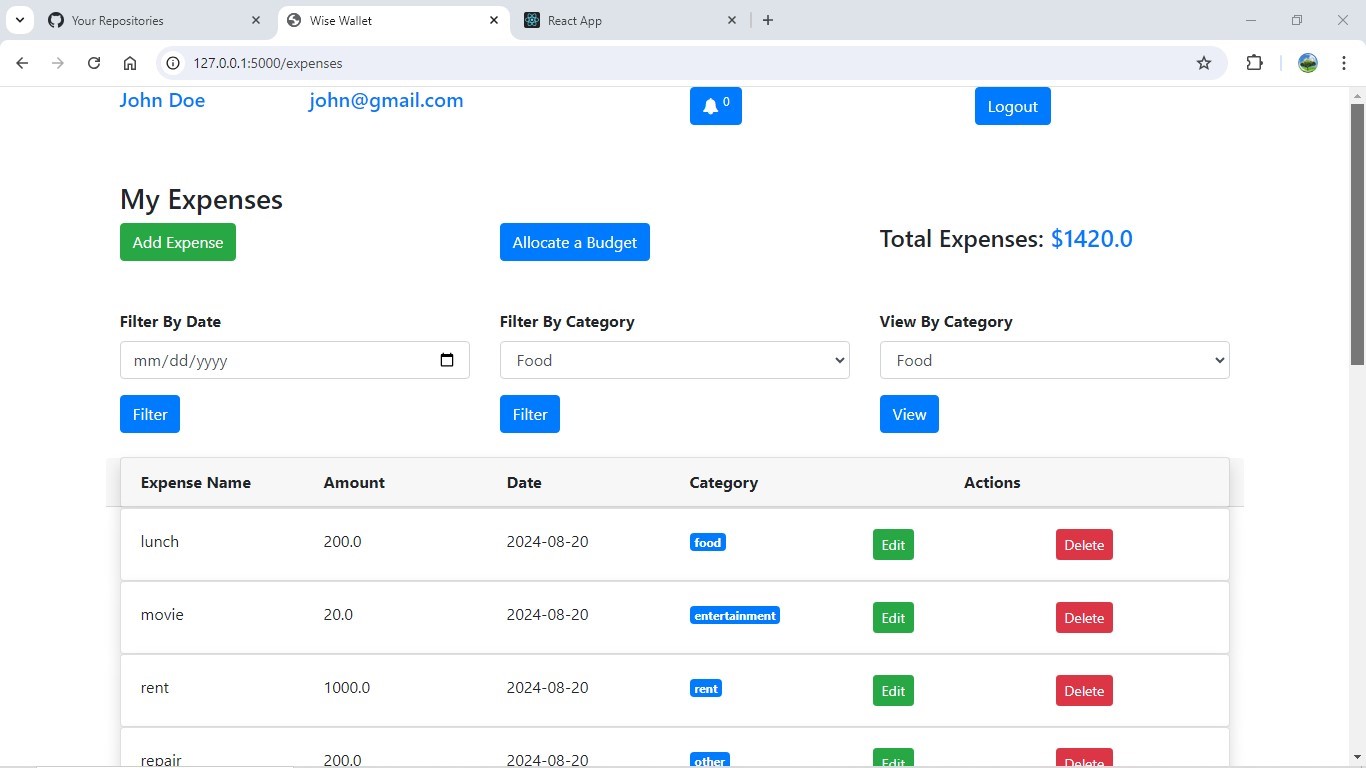 Your Repositories
Wise Wallet
React App
127.0.0.1:5000/expenses
John Doe john@gmail.com 0 Logout
My Expenses
Add Expense Allocate a Budget Total Expenses: $1420.0
Filter By Date Filter By Category View By Category
mm/dd/yyyy Food Food
Filter Filter View
Expense Name Amount Date Category Actions
lunch 200.0 2024-08-20 food Edit Delete
movie 20.0 2024-08-20 entertainment Edit Delete
rent 1000.0 2024-08-20 rent Edit Delete
repair 200.0 2024-08-20 other Edit Delete